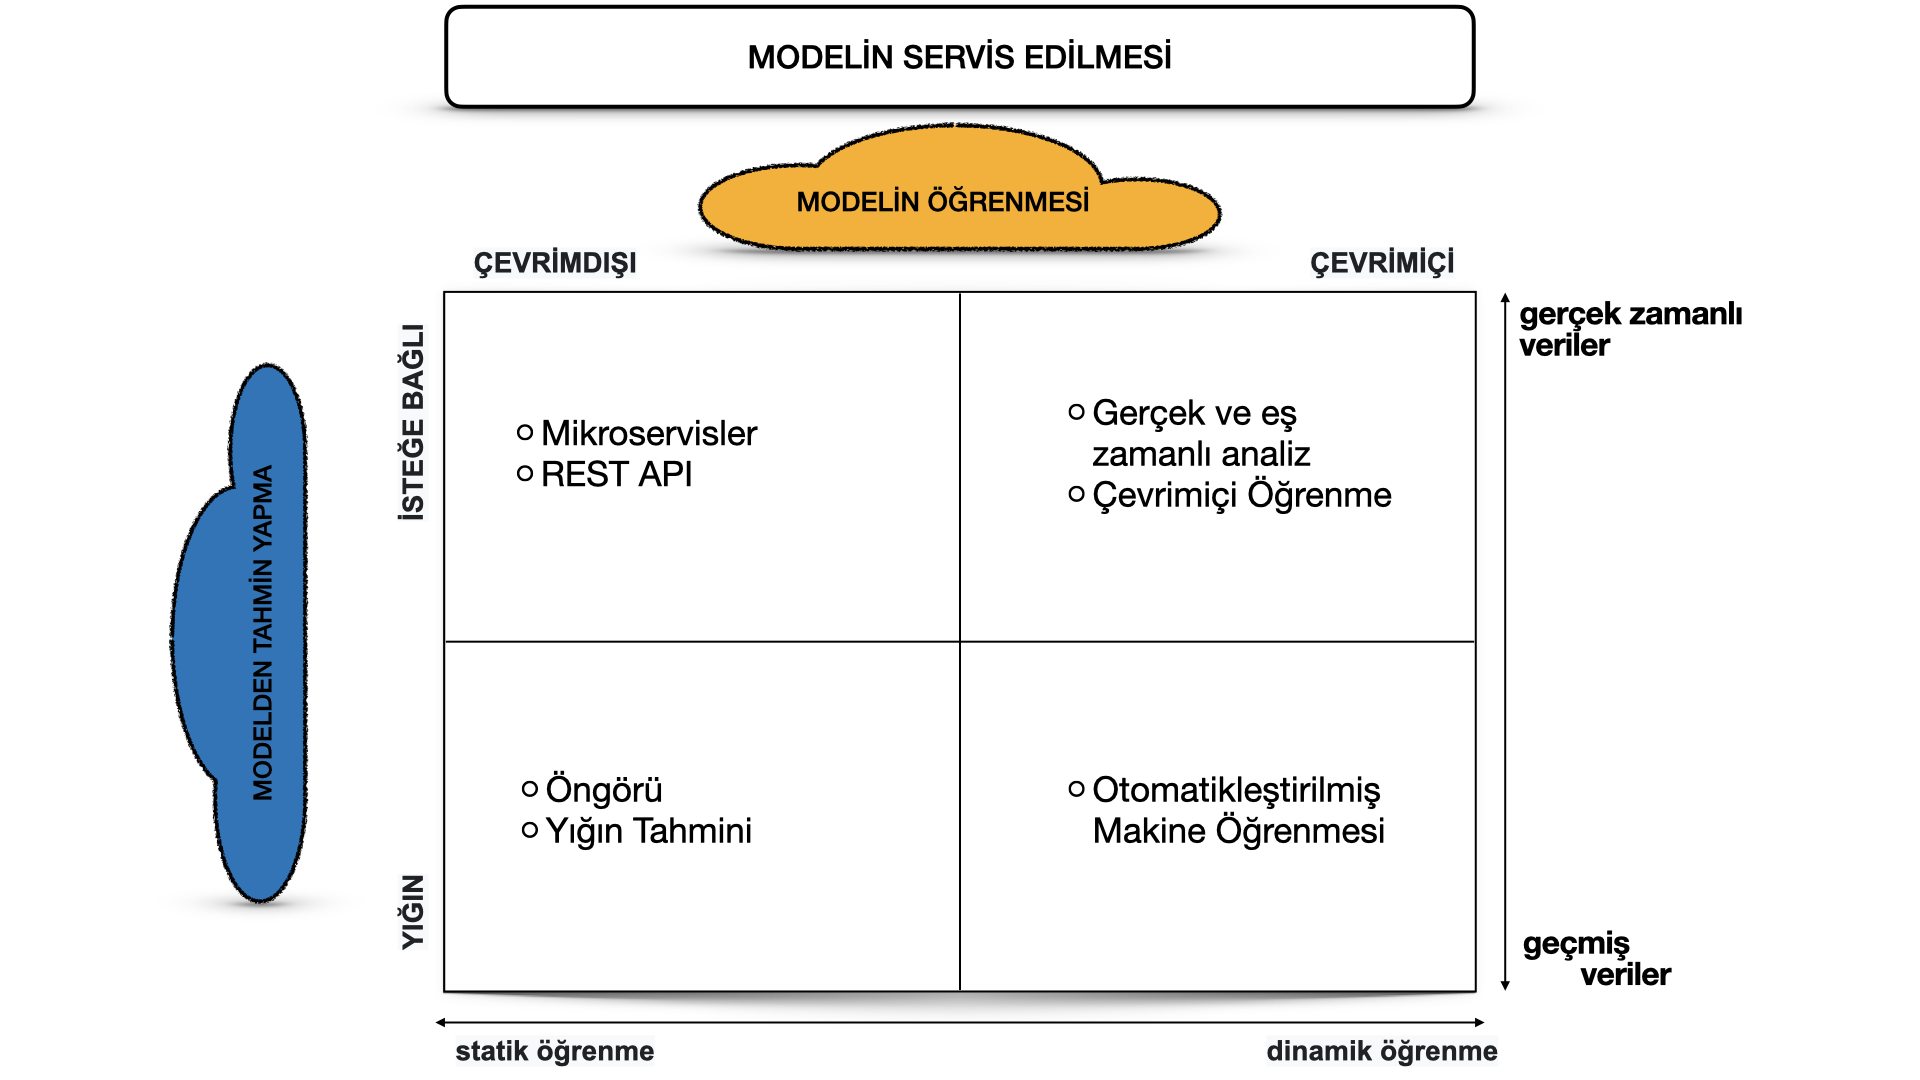 MODELİN SERVİS EDİLMESİ
MODELİN ÖĞRENMESİ
ÇEVRİMDIŞI
ÇEVRİMİÇİ
MODELDEN TAHMİN YAPMA
İSTEĞE BAĞLI
YIĞIN
Mikroservisler
REST API
Gerçek ve eş
zamanlı analiz
Çevrimiçi Öğrenme
gerçek zamanlı
veriler
Öngörü
Yığın Tahmini
Otomatikleştirilmiş
Makine Öğrenmesi
geçmiş
veriler
statik öğrenme
dinamik öğrenme